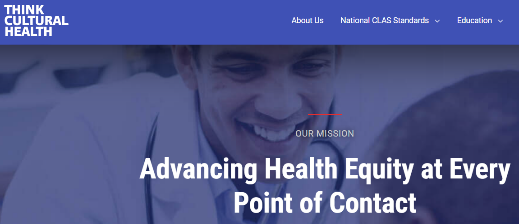 THINK
CULTURAL
HEALTH
About Us National CLAS Standards Education
OUR MISSION
Advancing Health Equity at Every
Point of Contact